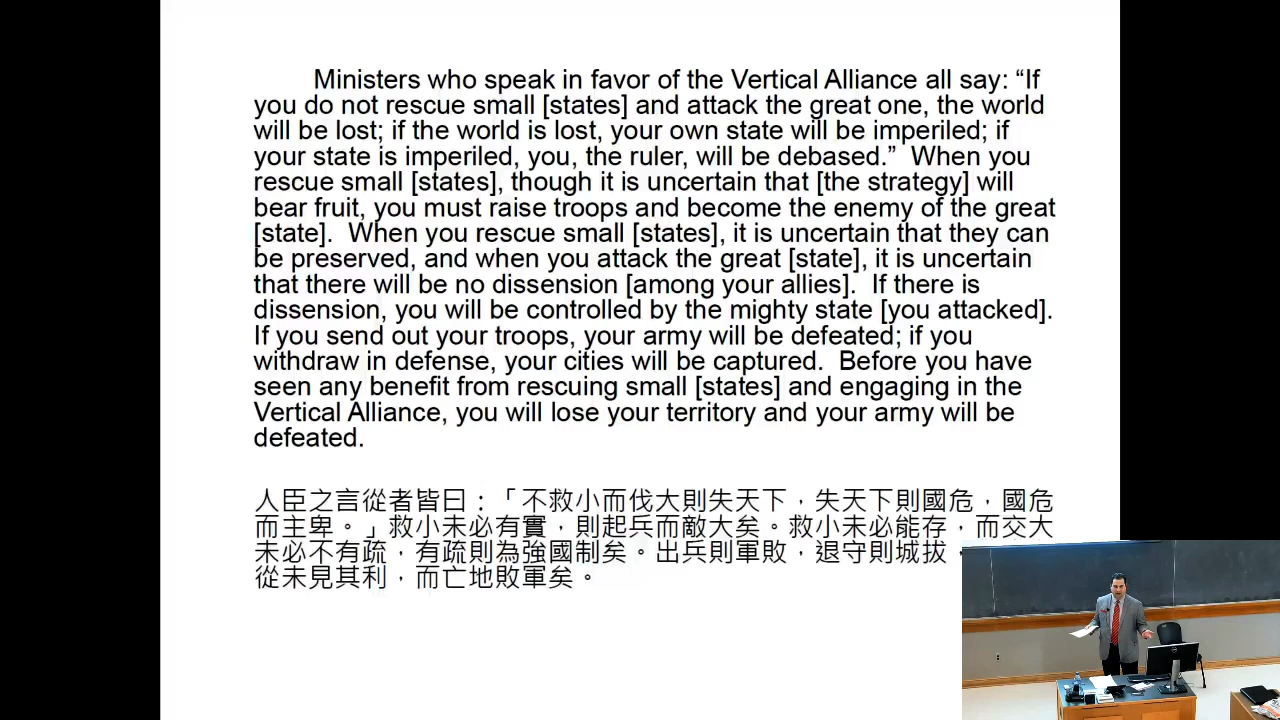 Ministers who speak in favor of the Vertical Alliance all say: “If
you do not rescue small [states] and attack the great one, the world
will be lost; if the world is lost, your own state will be imperiled; if
your state is imperiled, you, the ruler, will be debased.”  When you
rescue small [states], though it is uncertain that [the strategy] will
bear fruit, you must raise troops and become the enemy of the great
[state].  When you rescue small [states], it is uncertain that they can
be preserved, and when you attack the great [state], it is uncertain
that there will be no dissension [among your allies].  If there is
dissension, you will be controlled by the mighty state [you attacked].
If you send out your troops, your army will be defeated; if you
withdraw in defense, your cities will be captured.  Before you have
seen any benefit from rescuing small [states] and engaging in the
Vertical Alliance, you will lose your territory and your army will be
defeated.
人臣之言從者皆曰：「不救小而伐大則失天下，失天下則國危，國危
而主卑。」救小未必有實，則起兵而敵大矣。救小未必能存，而交大
未必不有疏，有疏則為強國制矣。出兵則軍敗，退守則城拔，
從未見其利，而亡地敗軍矣。